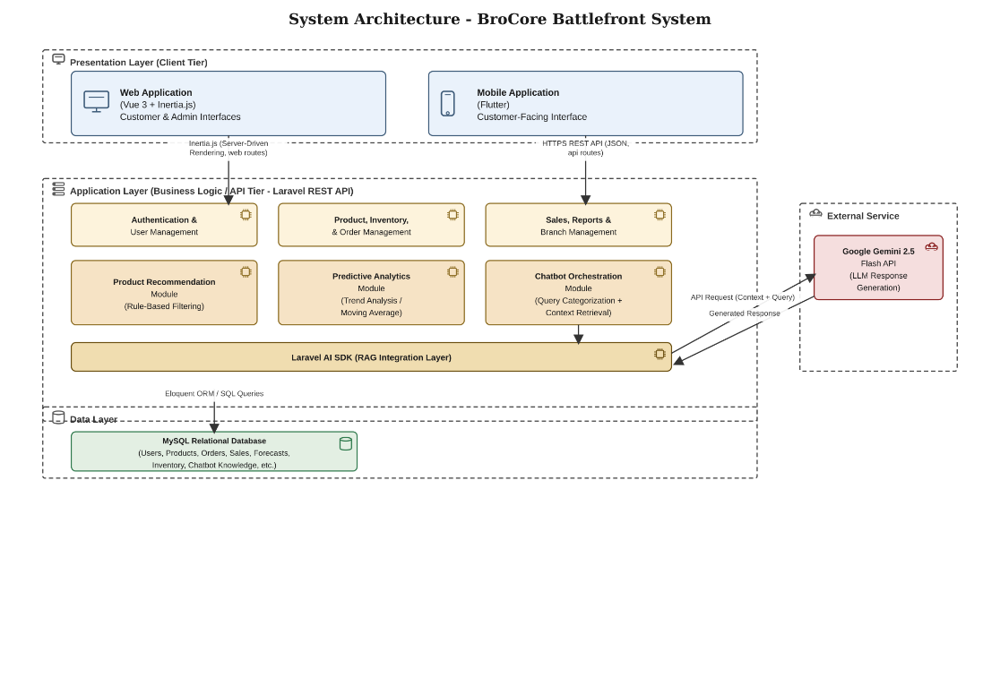 System Architecture - BroCore Battlefront System
Presentation Layer (Client Tier)
Web Application
(Vue 3 + Inertia.js)
Customer & Admin Interfaces
Mobile Application
(Flutter)
Customer-Facing Interface
Inertia.js (Server-Driven
Rendering, web routes)
HTTPS REST API (JSON,
api routes)
Application Layer (Business Logic / API Tier - Laravel REST API)
Authentication &
User Management
Product, Inventory,
& Order Management
Sales, Reports &
Branch Management
Product Recommendation
Module
(Rule-Based Filtering)
Predictive Analytics
Module
(Trend Analysis /
Moving Average)
Chatbot Orchestration
Module
(Query Categorization +
Context Retrieval)
Laravel AI SDK (RAG Integration Layer)
External Service
Google Gemini 2.5
Flash API
(LLM Response
Generation)
API Request (Context + Query)
Generated Response
Eloquent ORM / SQL Queries
Data Layer
MySQL Relational Database
(Users, Products, Orders, Sales, Forecasts,
Inventory, Chatbot Knowledge, etc.)